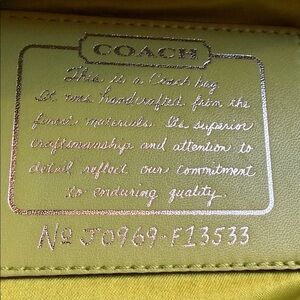 COACH
This is a Coach bag.
It was handcrafted from the
finest materials. Its superior
craftsmanship and attention to
detail reflect our commitment
to enduring quality.
No J0969-F13533